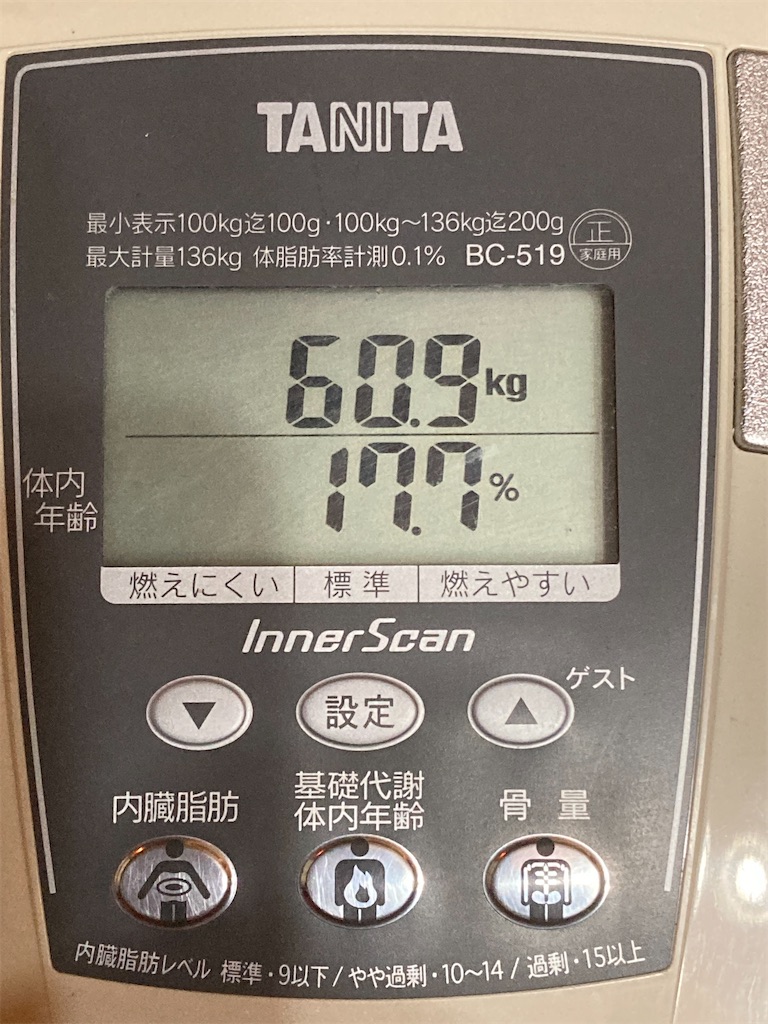 TANITA
最小表示100kg迄100g・100kg～136kg迄200g
最大計量136kg 体脂肪率計測0.1% BC-519
正
家庭用
60.9kg
17.7%
体内
年齢
燃えにくい 標準 燃えやすい
InnerScan
ゲスト
▼ 設定 ▲
内臓脂肪
基礎代謝
体内年齢
骨量
内臓脂肪レベル 標準・9以下/やや過剰・10～14/過剰・15以上